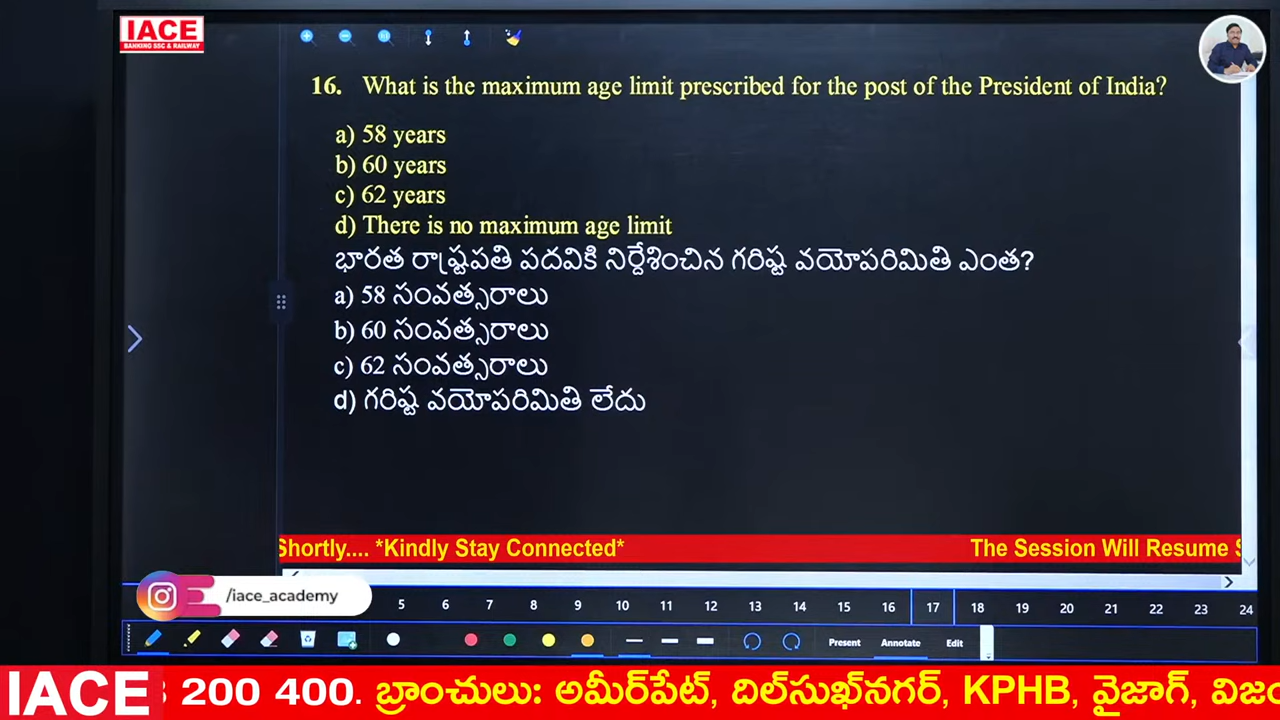 IACE
BANKING SSC & RAILWAY
16. What is the maximum age limit prescribed for the post of the President of India?
a) 58 years
b) 60 years
c) 62 years
d) There is no maximum age limit
భారత రాష్ట్రపతి పదవికి నిర్దేశించిన గరిష్ట వయోపరిమితి ఎంత?
a) 58 సంవత్సరాలు
b) 60 సంవత్సరాలు
c) 62 సంవత్సరాలు
d) గరిష్ట వయోపరిమితి లేదు
Shortly.... *Kindly Stay Connected* The Session Will Resume
/iace_academy 5 6 7 8 9 10 11 12 13 14 15 16 17 18 19 20 21 22 23 24
Present Annotate Edit
IACE 200 400. బ్రాంచులు: అమీర్‌పేట్, దిల్‌సుఖ్‌నగర్, KPHB, వైజాగ్,